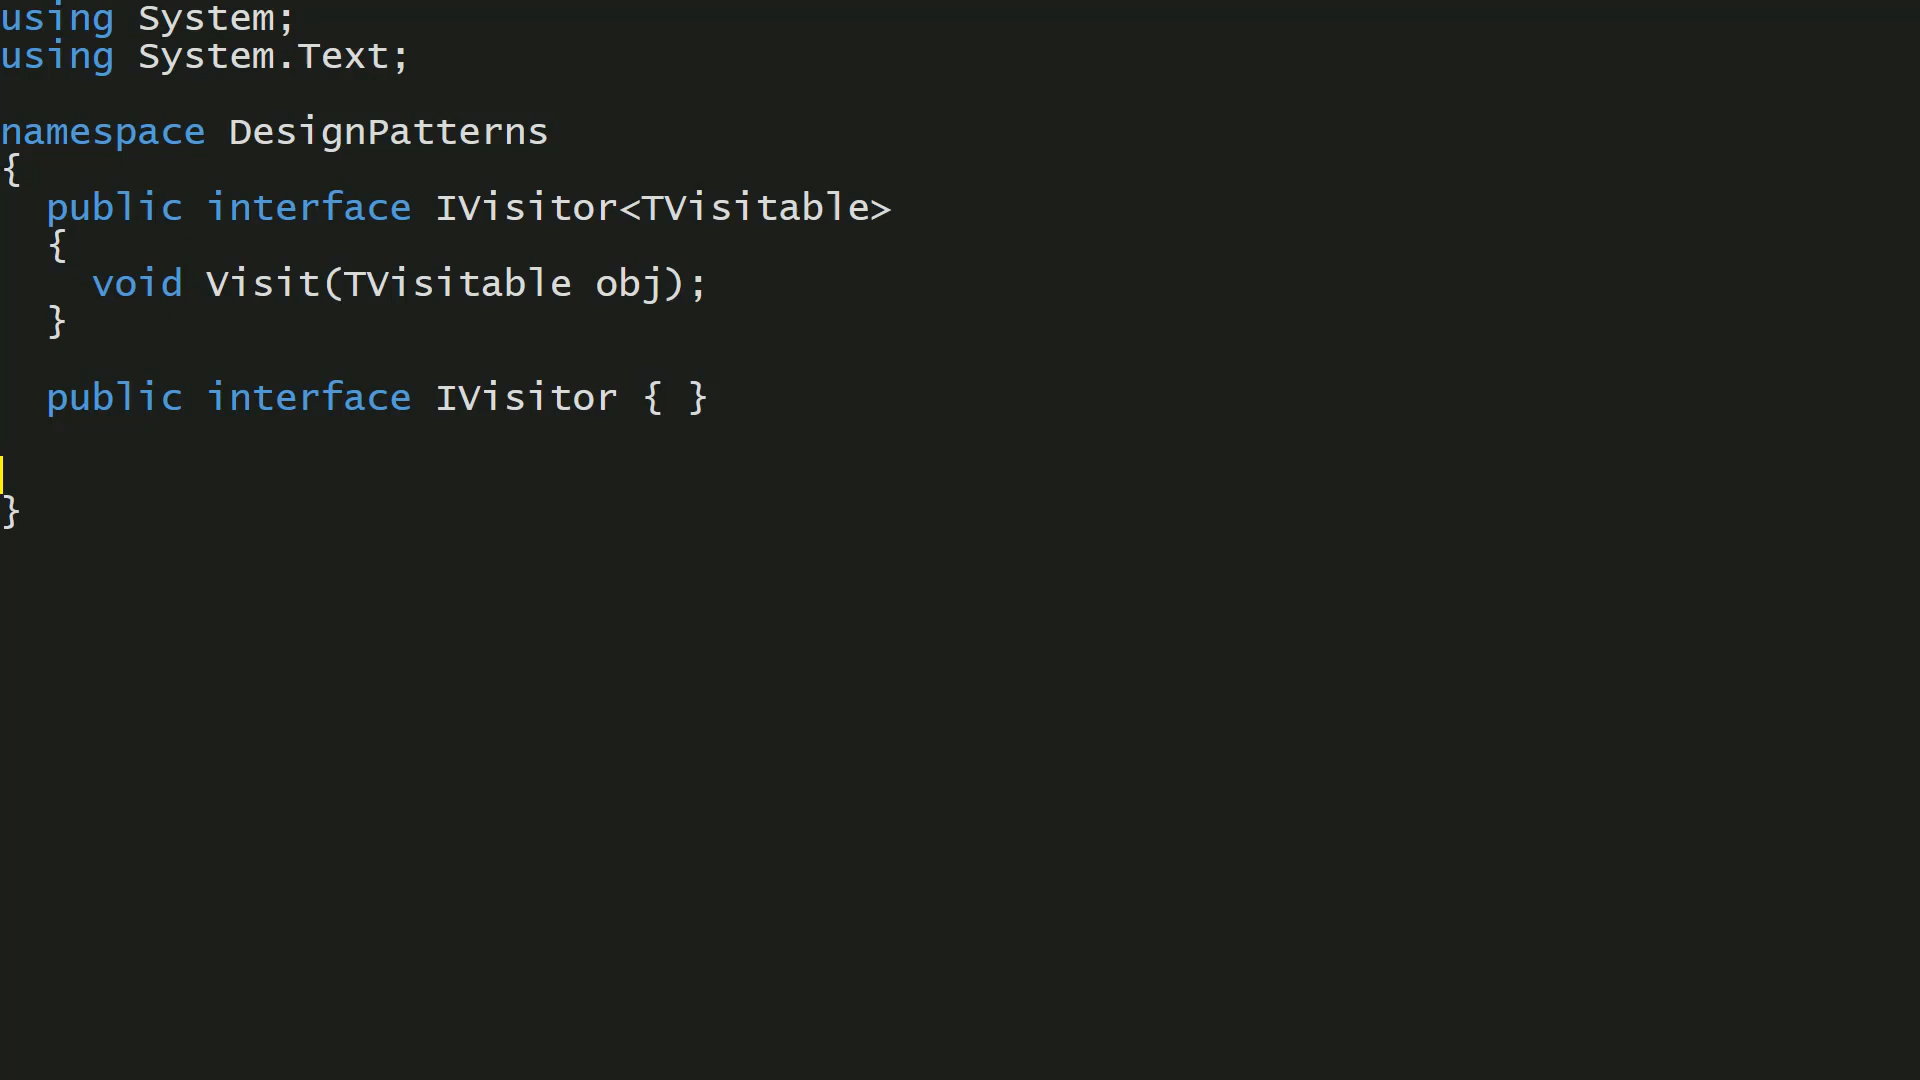 using System;
using System.Text;
namespace DesignPatterns
{
  public interface IVisitor<TVisitable>
  {
    void Visit(TVisitable obj);
  }
  public interface IVisitor { }
}